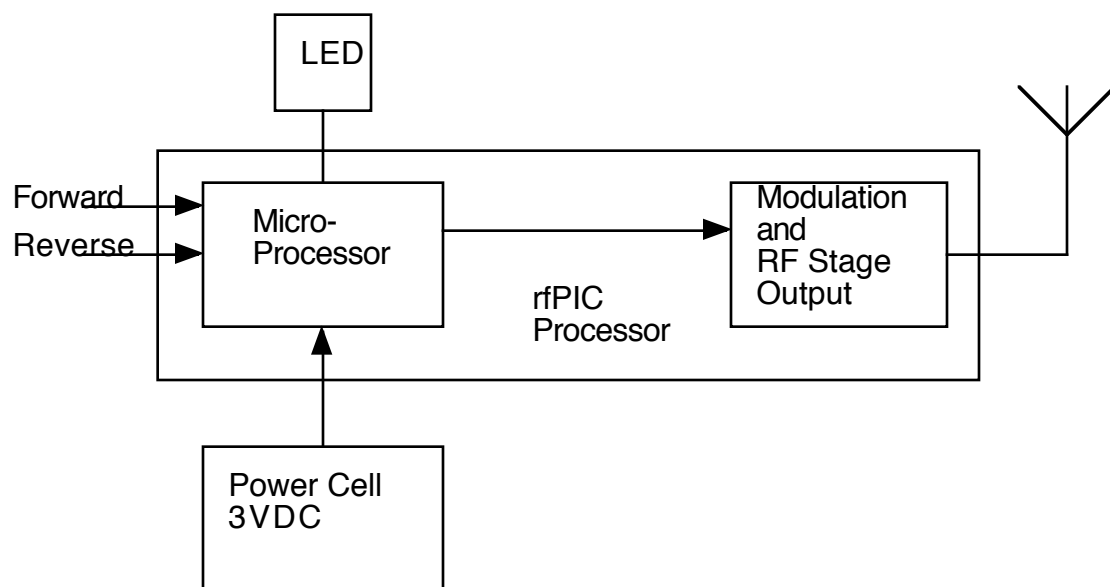 LED
Forward
Reverse
Micro-
Processor
Modulation
and
RF Stage
Output
rfPIC
Processor
Power Cell
3VDC